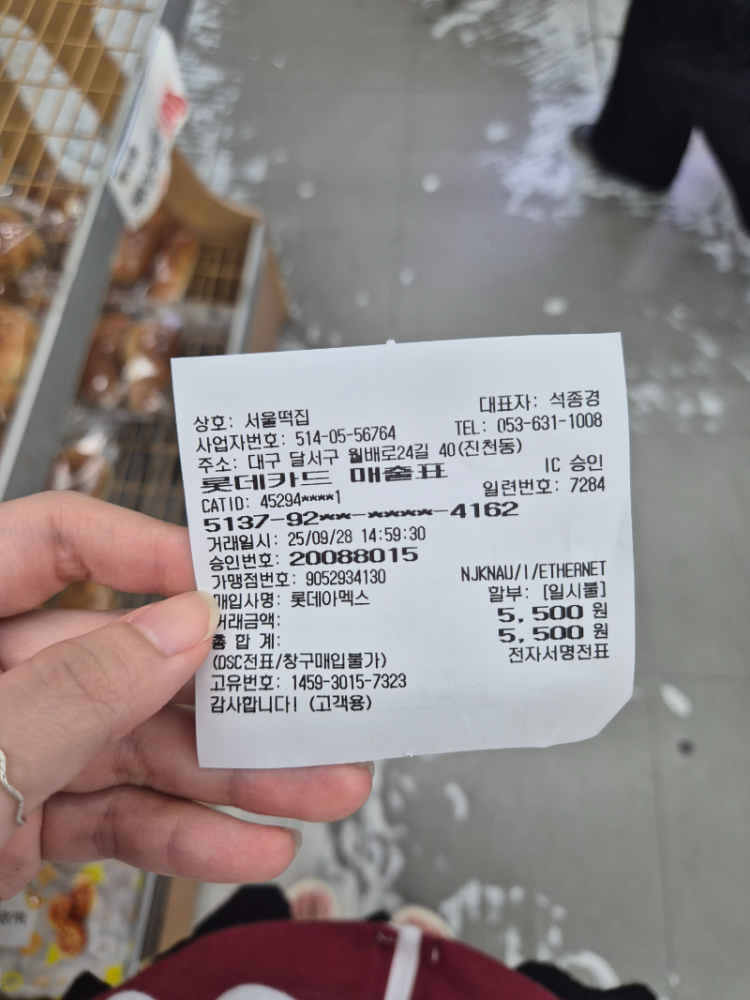 대표자: 석종경
상호: 서울떡집
사업자번호: 514-05-56764 TEL: 053-631-1008
주소: 대구 달서구 월배로24길 40(진천동)
롯데카드 매출표 IC 승인
CATID: 45294****1 일련번호: 7284
5137-92**-****-4162
거래일시: 25/09/28 14:59:30
승인번호: 20088015
가맹점번호: 9052934130 NJKNAU/I/ETHERNET
매입사명: 롯데아멕스 할부: [일시불]
거래금액: 5,500 원
총 합 계: 5,500 원
(DSC전표/창구매입불가) 전자서명전표
고유번호: 1459-3015-7323
감사합니다! (고객용)